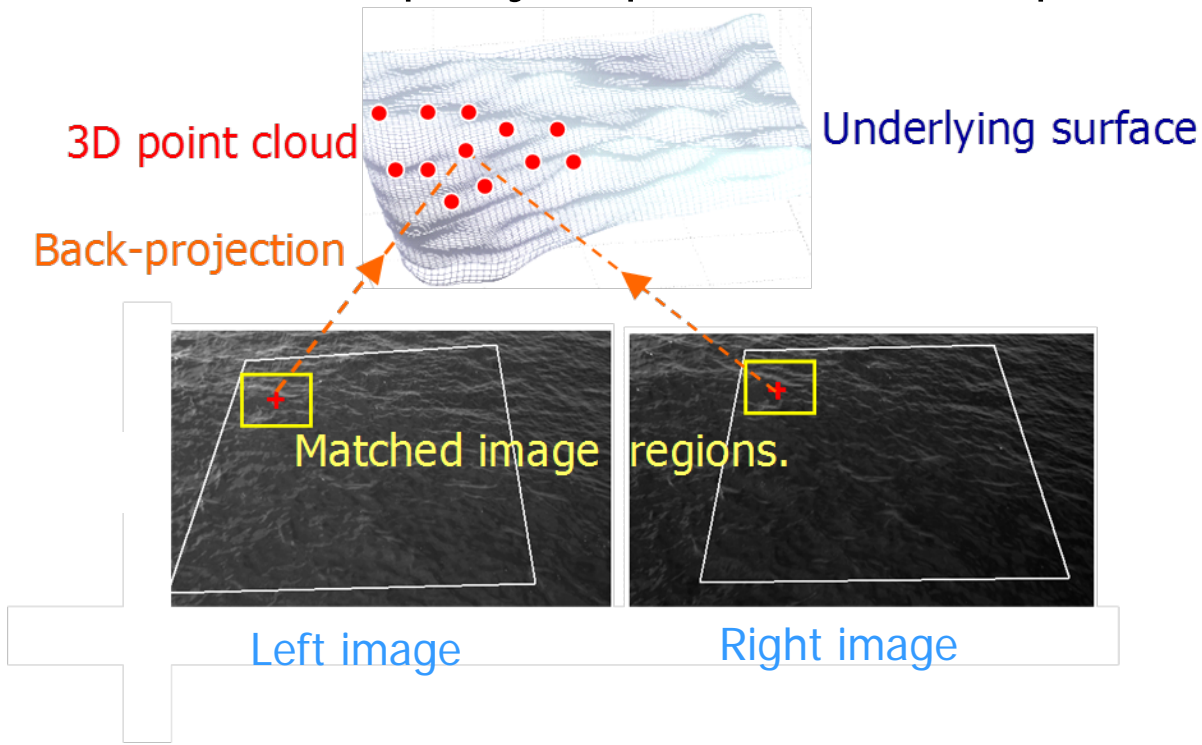 3D point cloud
Underlying surface
Back-projection
Matched image regions.
Left image
Right image